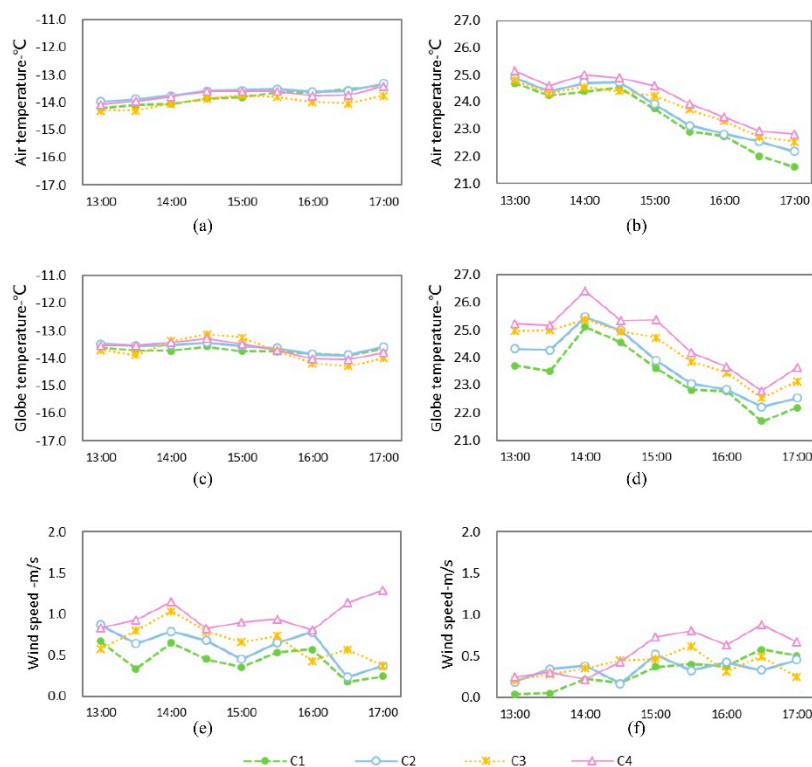 -11.0
-12.0
-13.0
-14.0
-15.0
-16.0
-17.0
Air temperature-°C
13:00 14:00 15:00 16:00 17:00
(a)
27.0
26.0
25.0
24.0
23.0
22.0
21.0
Air temperature-°C
13:00 14:00 15:00 16:00 17:00
(b)
-11.0
-12.0
-13.0
-14.0
-15.0
-16.0
-17.0
Globe temperature-°C
13:00 14:00 15:00 16:00 17:00
(c)
27.0
26.0
25.0
24.0
23.0
22.0
21.0
Globe temperature-°C
13:00 14:00 15:00 16:00 17:00
(d)
2.0
1.5
1.0
0.5
0.0
Wind speed -m/s
13:00 14:00 15:00 16:00 17:00
(e)
2.0
1.5
1.0
0.5
0.0
Wind speed-m/s
13:00 14:00 15:00 16:00 17:00
(f)
C1 C2 C3 C4